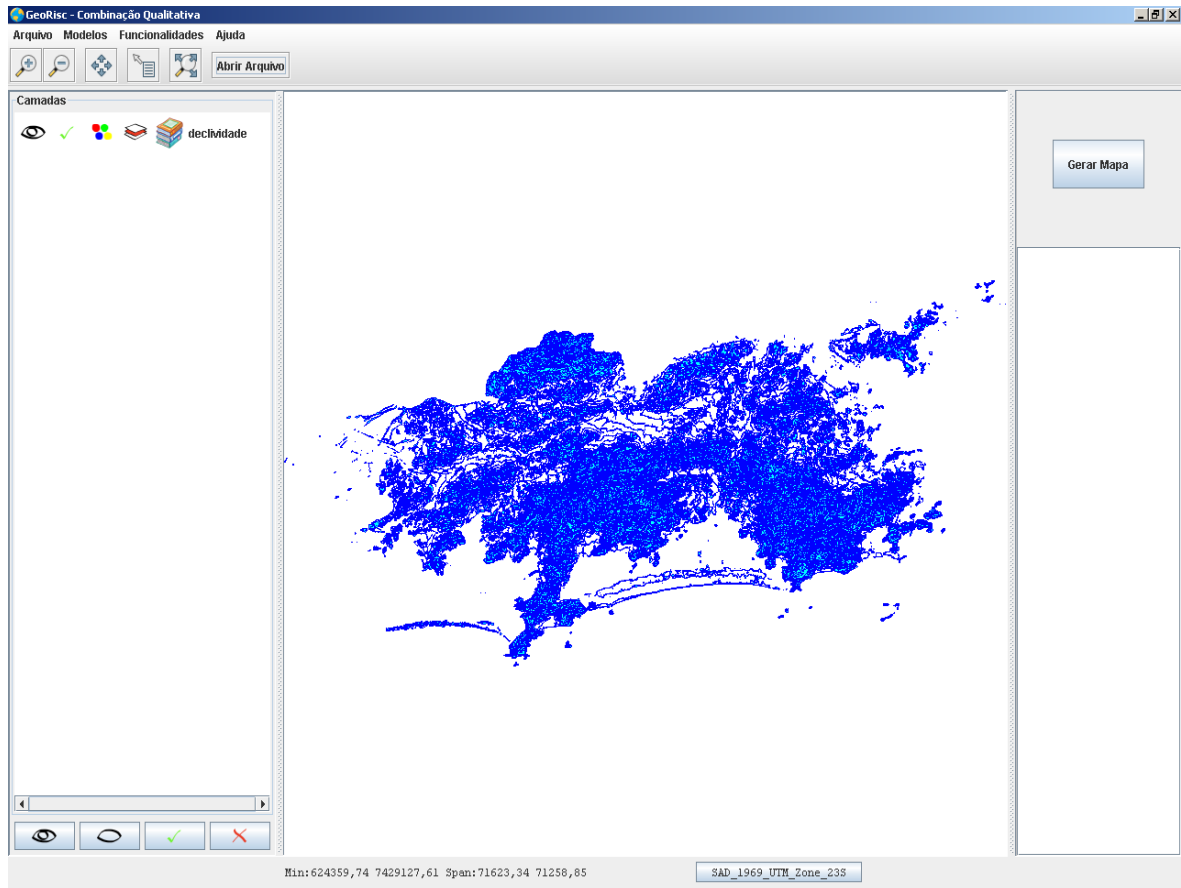 GeoRisc - Combinação Qualitativa
Arquivo Modelos Funcionalidades Ajuda
Abrir Arquivo
Camadas
declividade
Gerar Mapa
Min:624359,74 7429127,61 Span:71623,34 71258,85
SAD_1969_UTM_Zone_23S